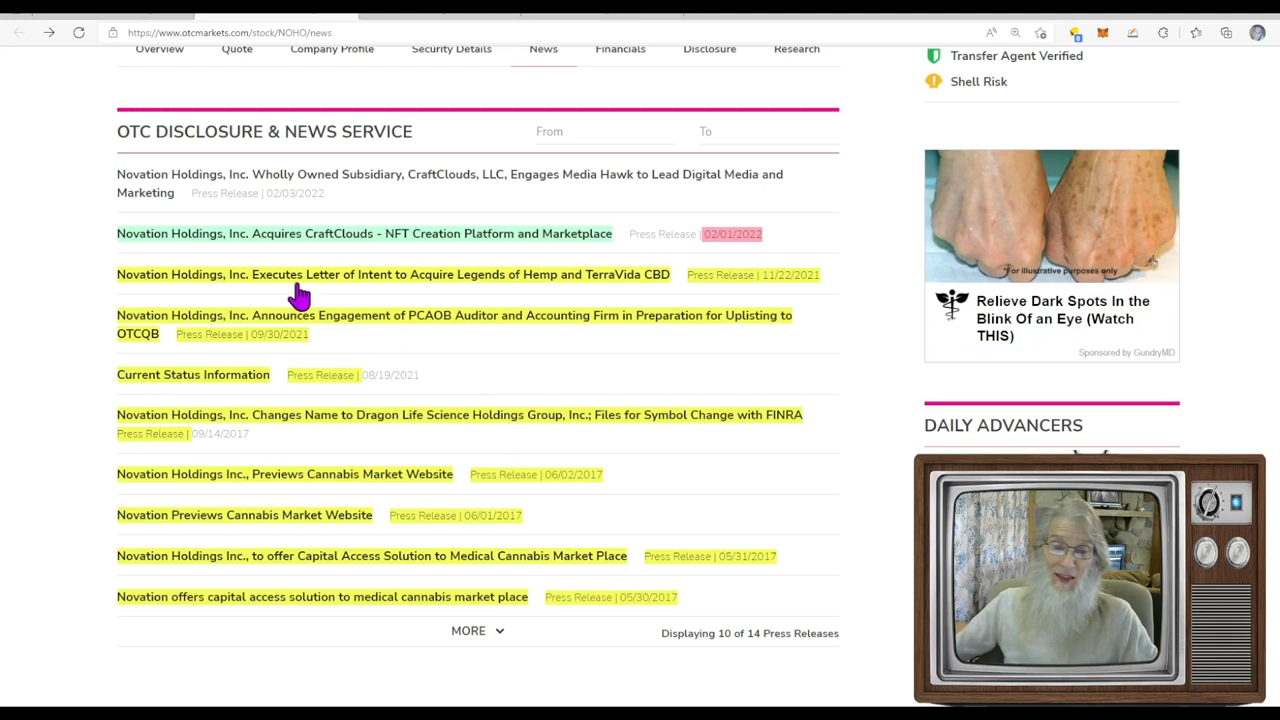 https://www.otcmarkets.com/stock/NOHO/news
Overview Quote Company Profile Security Details News Financials Disclosure Research
OTC DISCLOSURE & NEWS SERVICE From To
Novation Holdings, Inc. Wholly Owned Subsidiary, CraftClouds, LLC, Engages Media Hawk to Lead Digital Media and
Marketing Press Release | 02/03/2022
Novation Holdings, Inc. Acquires CraftClouds - NFT Creation Platform and Marketplace Press Release | 02/01/2022
Novation Holdings, Inc. Executes Letter of Intent to Acquire Legends of Hemp and TerraVida CBD Press Release | 11/22/2021
Novation Holdings, Inc. Announces Engagement of PCAOB Auditor and Accounting Firm in Preparation for Uplisting to
OTCQB Press Release | 09/30/2021
Current Status Information Press Release | 08/19/2021
Novation Holdings, Inc. Changes Name to Dragon Life Science Holdings Group, Inc.; Files for Symbol Change with FINRA
Press Release | 09/14/2017
Novation Holdings Inc., Previews Cannabis Market Website Press Release | 06/02/2017
Novation Previews Cannabis Market Website Press Release | 06/01/2017
Novation Holdings Inc., to offer Capital Access Solution to Medical Cannabis Market Place Press Release | 05/31/2017
Novation offers capital access solution to medical cannabis market place Press Release | 05/30/2017
MORE Displaying 10 of 14 Press Releases
Transfer Agent Verified
Shell Risk
*For illustrative purposes only
Relieve Dark Spots In the
Blink Of an Eye (Watch
THIS)
Sponsored by GundryMD
DAILY ADVANCERS